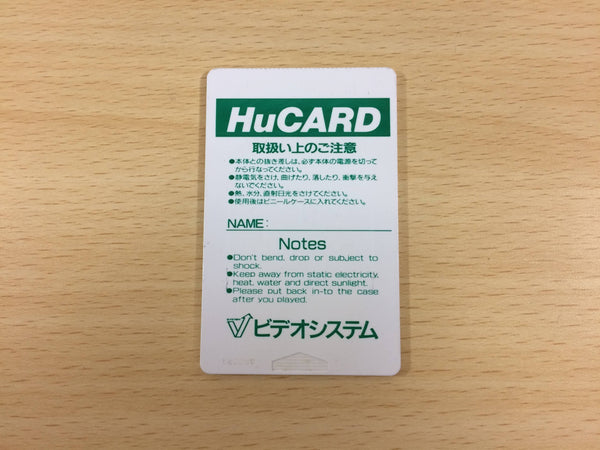 HuCARD
取扱い上のご注意
●本体との抜き差しは、必ず本体の電源を切って
から行なってください。
●静電気をさけ、曲げたり、落したり、衝撃を与え
ないでください。
●熱、水分、直射日光をさけてください。
●使用後はビニールケースに入れてください。
NAME:
Notes
●Don't bend, drop or subject to
shock.
●Keep away from static electricity,
heat, water and direct sunlight.
●Please put back in-to the case
after you played.
ビデオシステム